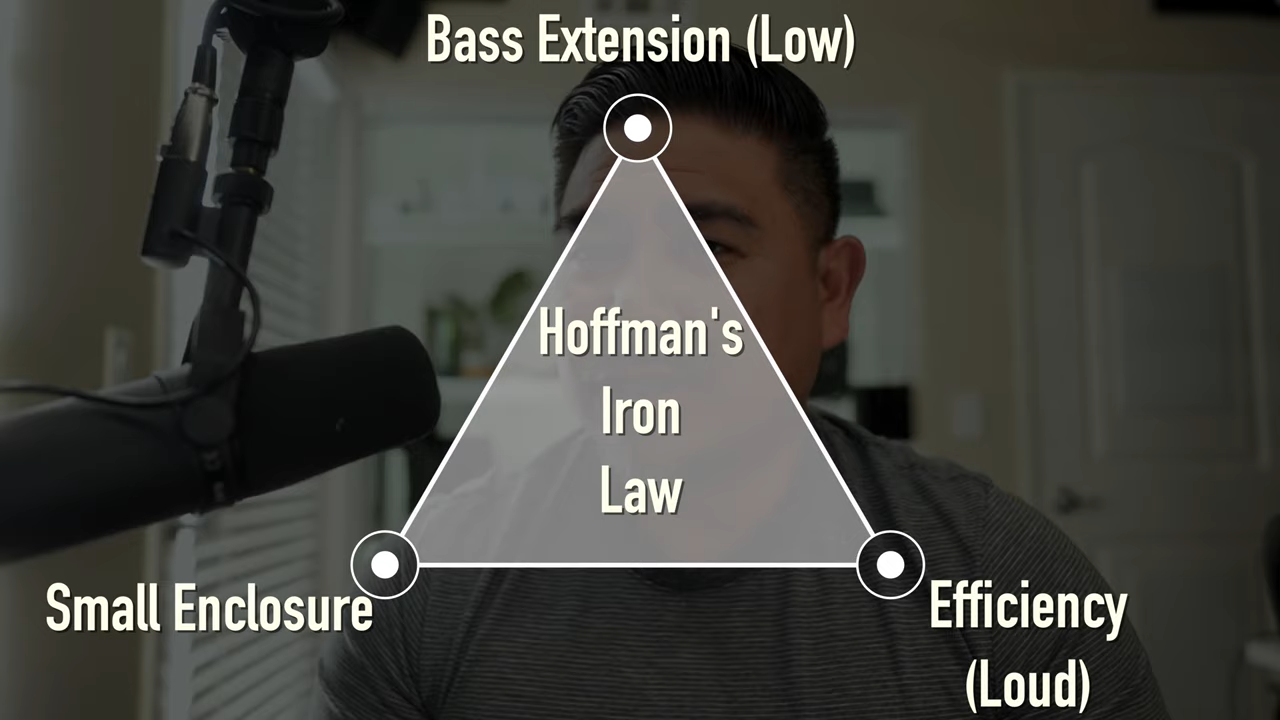 Bass Extension (Low)
Hoffman's
Iron
Law
Small Enclosure
Efficiency
(Loud)